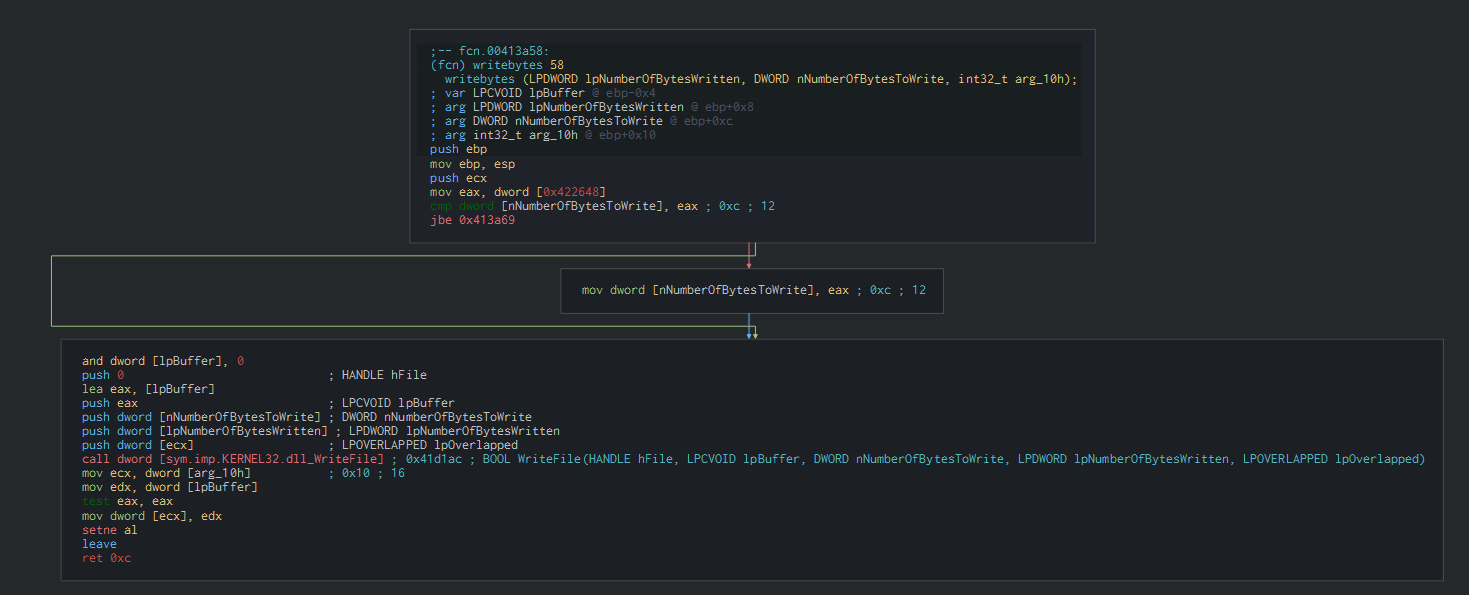 ;-- fcn.00413a58:
(fcn) writebytes 58
writebytes (LPDWORD lpNumberOfBytesWritten, DWORD nNumberOfBytesToWrite, int32_t arg_10h);
; var LPCVOID lpBuffer @ ebp-0x4
; arg LPDWORD lpNumberOfBytesWritten @ ebp+0x8
; arg DWORD nNumberOfBytesToWrite @ ebp+0xc
; arg int32_t arg_10h @ ebp+0x10
push ebp
mov ebp, esp
push ecx
mov eax, dword [0x422648]
cmp dword [nNumberOfBytesToWrite], eax ; 0xc ; 12
jbe 0x413a69
mov dword [nNumberOfBytesToWrite], eax ; 0xc ; 12
and dword [lpBuffer], 0
push 0 ; HANDLE hFile
lea eax, [lpBuffer]
push eax ; LPCVOID lpBuffer
push dword [nNumberOfBytesToWrite] ; DWORD nNumberOfBytesToWrite
push dword [lpNumberOfBytesWritten] ; LPDWORD lpNumberOfBytesWritten
push dword [ecx] ; LPOVERLAPPED lpOverlapped
call dword [sym.imp.KERNEL32.dll_WriteFile] ; 0x41d1ac ; BOOL WriteFile(HANDLE hFile, LPCVOID lpBuffer, DWORD nNumberOfBytesToWrite, LPDWORD lpNumberOfBytesWritten, LPOVERLAPPED lpOverlapped)
mov ecx, dword [arg_10h] ; 0x10 ; 16
mov edx, dword [lpBuffer]
test eax, eax
mov dword [ecx], edx
setne al
leave
ret 0xc